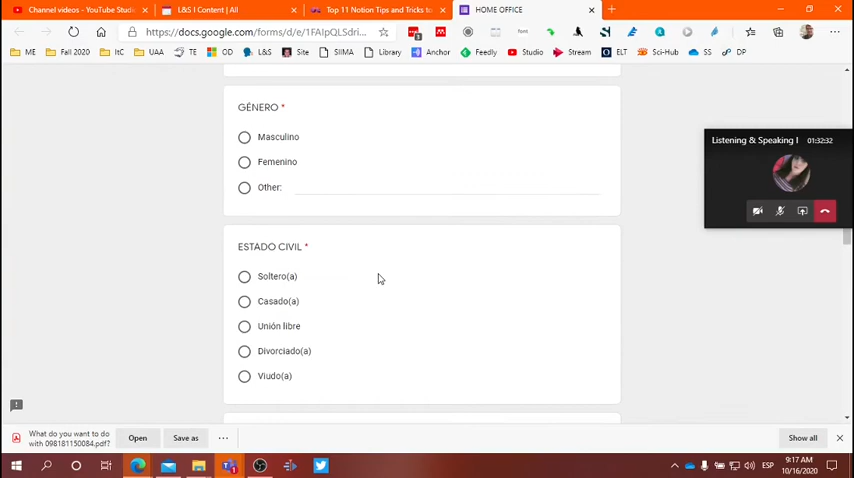 Channel videos - YouTube Studi
L&S I Content | All
Top 11 Notion Tips and Tricks to
HOME OFFICE
https://docs.google.com/forms/d/e/1FAIpQLSdri...
ME
Fall 2020
ItC
UAA
TE
OD
L&S
Site
SIIMA
Library
Anchor
Feedly
Stream
Studio
ELT
Sci-Hub
SS
DP
GÉNERO *
Masculino
Femenino
Other:
Listening & Speaking I 01:32:32
ESTADO CIVIL *
Soltero(a)
Casado(a)
Unión libre
Divorciado(a)
Viudo(a)
What do you want to do
with 098181150084.pdf?
Open
Save as
Show all
ESP
9:17 AM
10/16/2020